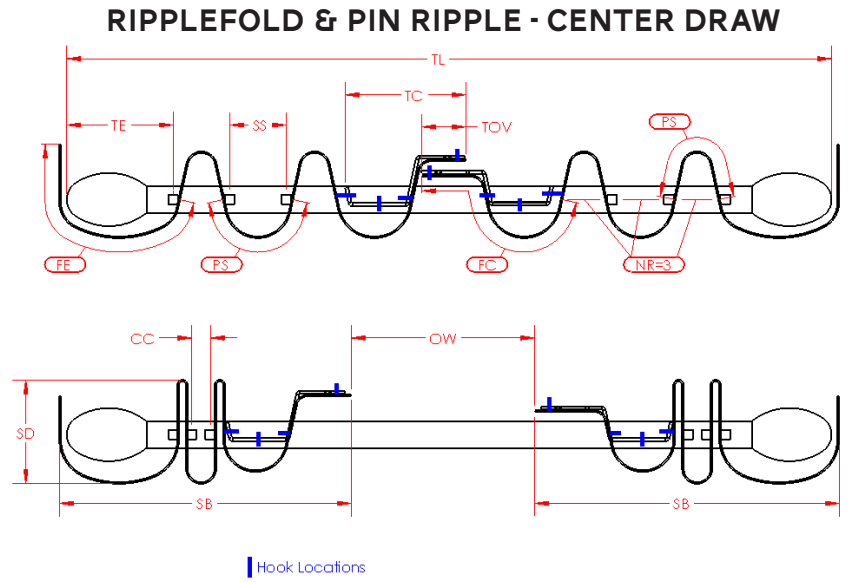 RIPPLEFOLD & PIN RIPPLE - CENTER DRAW
TL
TC
TE
SS
TOV
PS
FE
PS
FC
NR=3
CC
OW
SD
SB
SB
Hook Locations